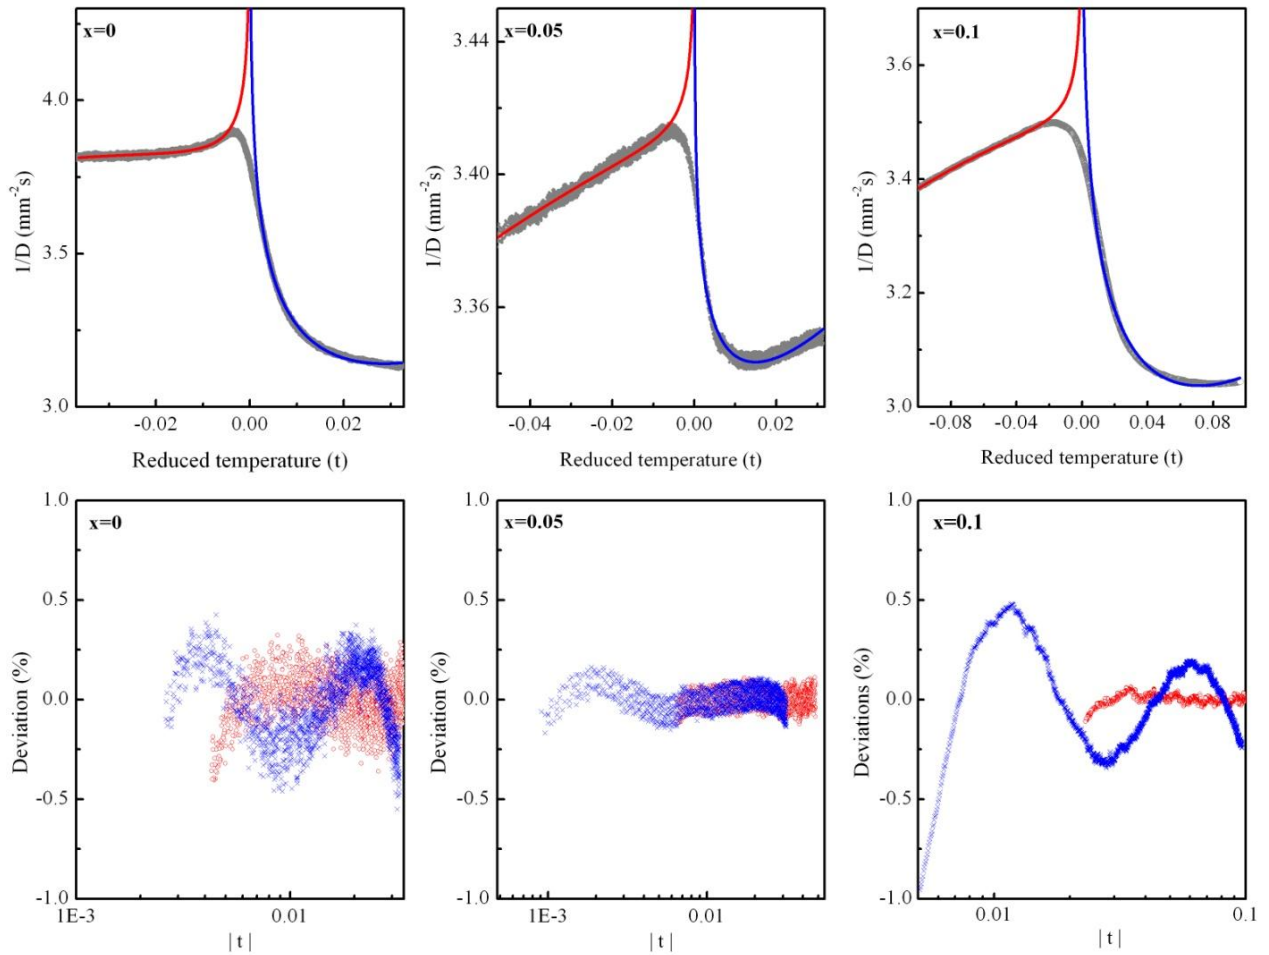 x=0
4.0
3.5
3.0
1/D (mm⁻²s)
-0.02
0.00
0.02
Reduced temperature (t)
x=0.05
3.44
3.40
3.36
1/D (mm⁻²s)
-0.04
-0.02
0.00
0.02
Reduced temperature (t)
x=0.1
3.6
3.4
3.2
3.0
1/D (mm⁻²s)
-0.08
-0.04
0.00
0.04
0.08
Reduced temperature (t)
x=0
1.0
0.5
0.0
-0.5
-1.0
Deviation (%)
1E-3
0.01
| t |
x=0.05
1.0
0.5
0.0
-0.5
-1.0
Deviation (%)
1E-3
0.01
| t |
x=0.1
1.0
0.5
0.0
-0.5
-1.0
Deviations (%)
0.01
0.1
| t |